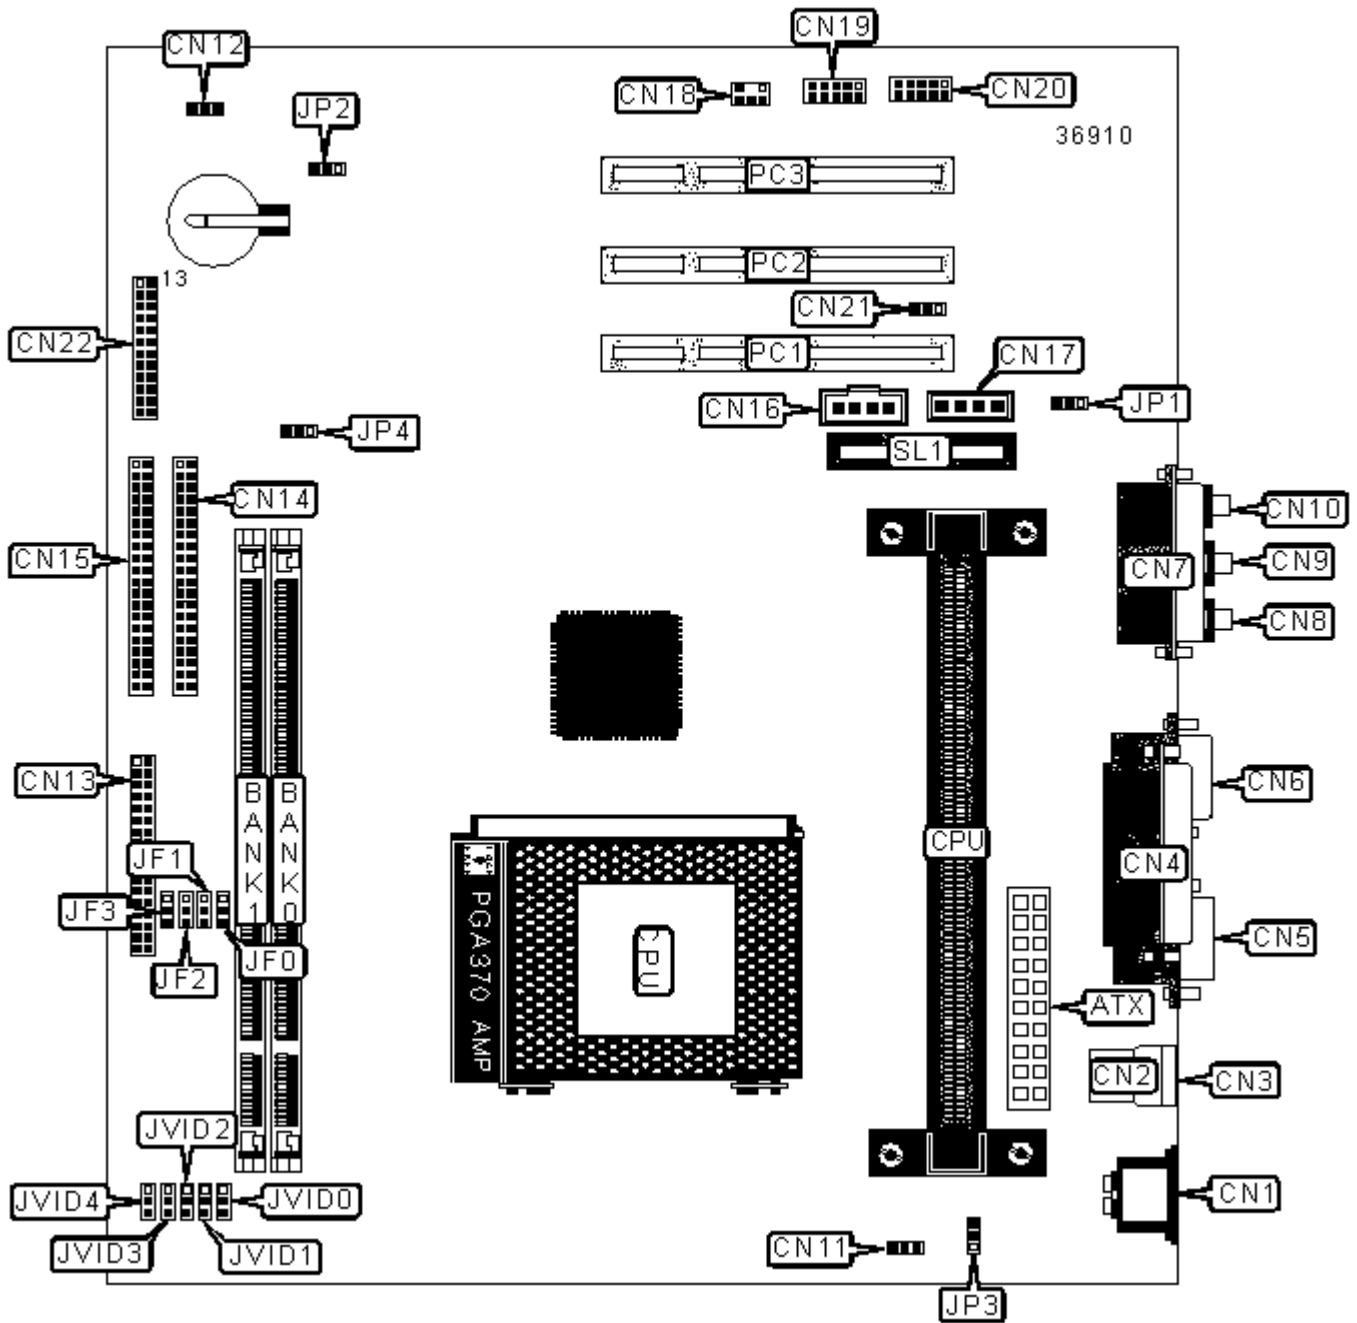 CN19
CN12
CN18
CN20
JP2
36910
PC3
PC2
13
CN21
CN22
PC1
CN17
CN16
JP1
JP4
SL1
CN14
CN10
CN15
CN7
CN9
CN8
CN13
CN6
BANK1
BANK0
CPU
JF1
CN4
JF3
PGA370 AMP
CPU
CN5
JF2
JF0
ATX
CN2
CN3
JVID2
JVID4
JVID0
CN1
JVID3
JVID1
CN11
JP3